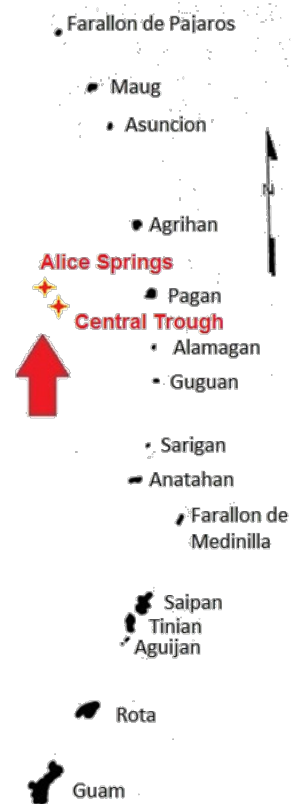 Farallon de Pajaros
Maug
Asuncion
N
Agrihan
Alice Springs
Pagan
Central Trough
Alamagan
Guguan
Sarigan
Anatahan
Farallon de
Medinilla
Saipan
Tinian
Aguijan
Rota
Guam